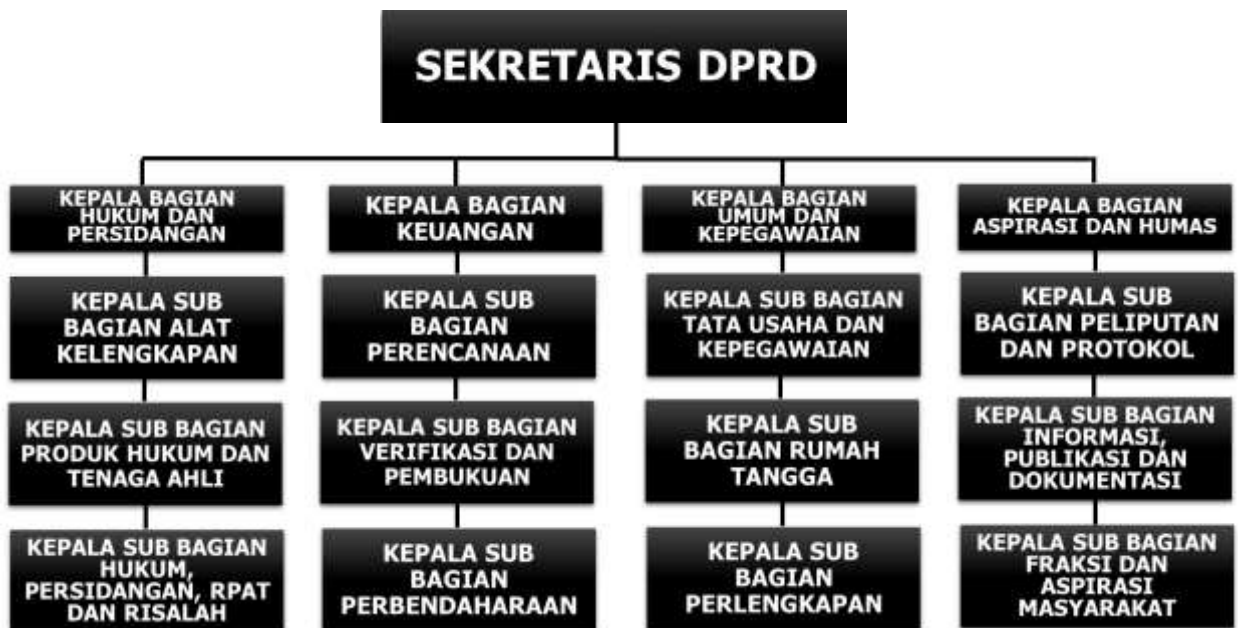 SEKRETARIS DPRD
KEPALA BAGIAN
HUKUM DAN
PERSIDANGAN
KEPALA BAGIAN
KEUANGAN
KEPALA BAGIAN
UMUM DAN
KEPEGAWAIAN
KEPALA BAGIAN
ASPIRASI DAN HUMAS
KEPALA SUB
BAGIAN ALAT
KELENGKAPAN
KEPALA SUB
BAGIAN
PERENCANAAN
KEPALA SUB BAGIAN
TATA USAHA DAN
KEPEGAWAIAN
KEPALA SUB
BAGIAN PELIPUTAN
DAN PROTOKOL
KEPALA SUB BAGIAN
PRODUK HUKUM DAN
TENAGA AHLI
KEPALA SUB BAGIAN
VERIFIKASI DAN
PEMBUKUAN
KEPALA SUB
BAGIAN RUMAH
TANGGA
KEPALA SUB BAGIAN
INFORMASI,
PUBLIKASI DAN
DOKUMENTASI
KEPALA SUB BAGIAN
HUKUM,
PERSIDANGAN, RPAT
DAN RISALAH
KEPALA SUB
BAGIAN
PERBENDAHARAAN
KEPALA SUB
BAGIAN
PERLENGKAPAN
KEPALA SUB BAGIAN
FRAKSI DAN
ASPIRASI
MASYARAKAT